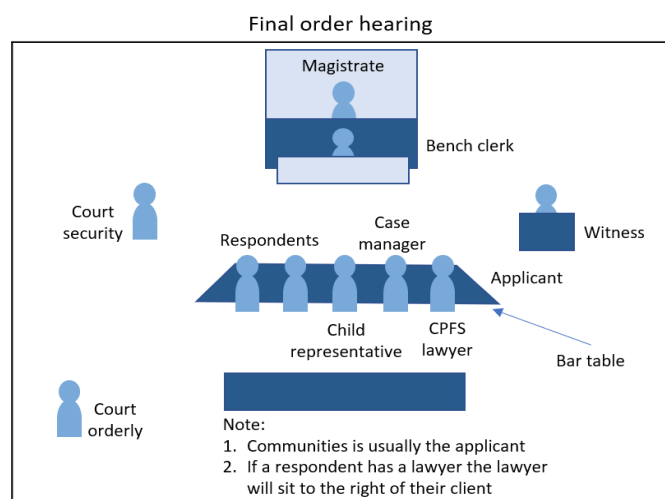 Final order hearing
Magistrate
Bench clerk
Court
security
Respondents
Case
manager
Witness
Applicant
Child
representative
CPFS
lawyer
Bar table
Court
orderly
Note:
1. Communities is usually the applicant
2. If a respondent has a lawyer the lawyer
will sit to the right of their client